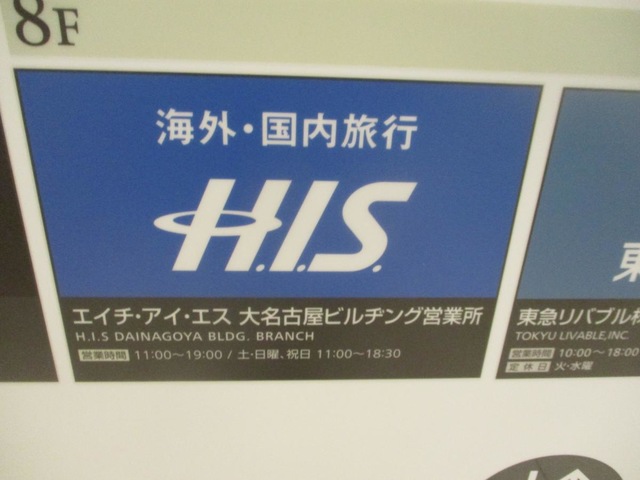 8F
海外・国内旅行
H.I.S.
エイチ・アイ・エス 大名古屋ビルヂング営業所
H.I.S DAINAGOYA BLDG. BRANCH
営業時間 11:00～19:00 / 土・日曜、祝日 11:00～18:30
東
東急リバブル株
TOKYU LIVABLE, INC.
営業時間 10:00～18:00
定休日 火・水曜